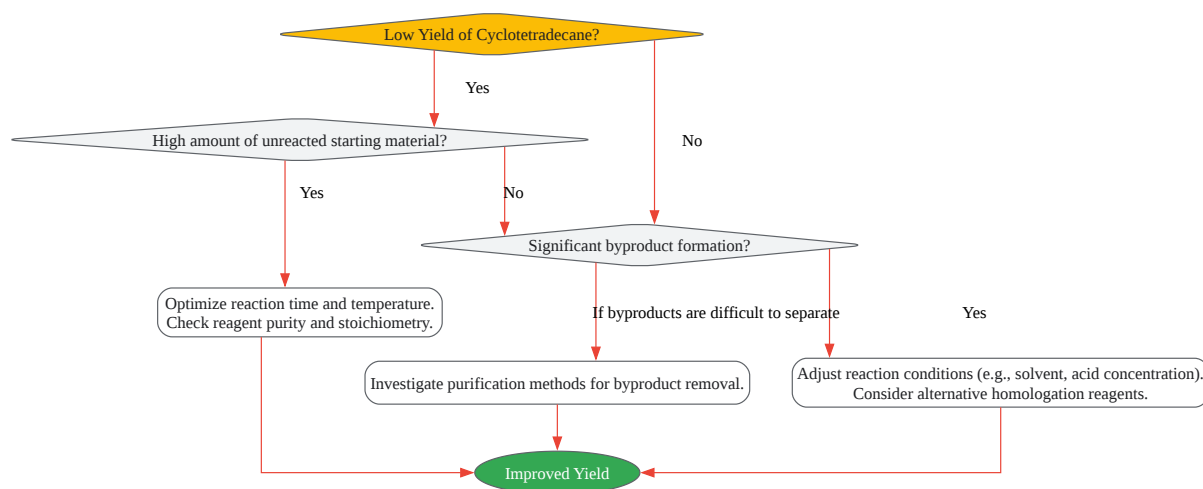 Low Yield of Cyclotetradecane?
Yes
No
High amount of unreacted starting material?
Yes
No
Significant byproduct formation?
Optimize reaction time and temperature.
Check reagent purity and stoichiometry.
If byproducts are difficult to separate
Yes
Investigate purification methods for byproduct removal.
Adjust reaction conditions (e.g., solvent, acid concentration).
Consider alternative homologation reagents.
Improved Yield